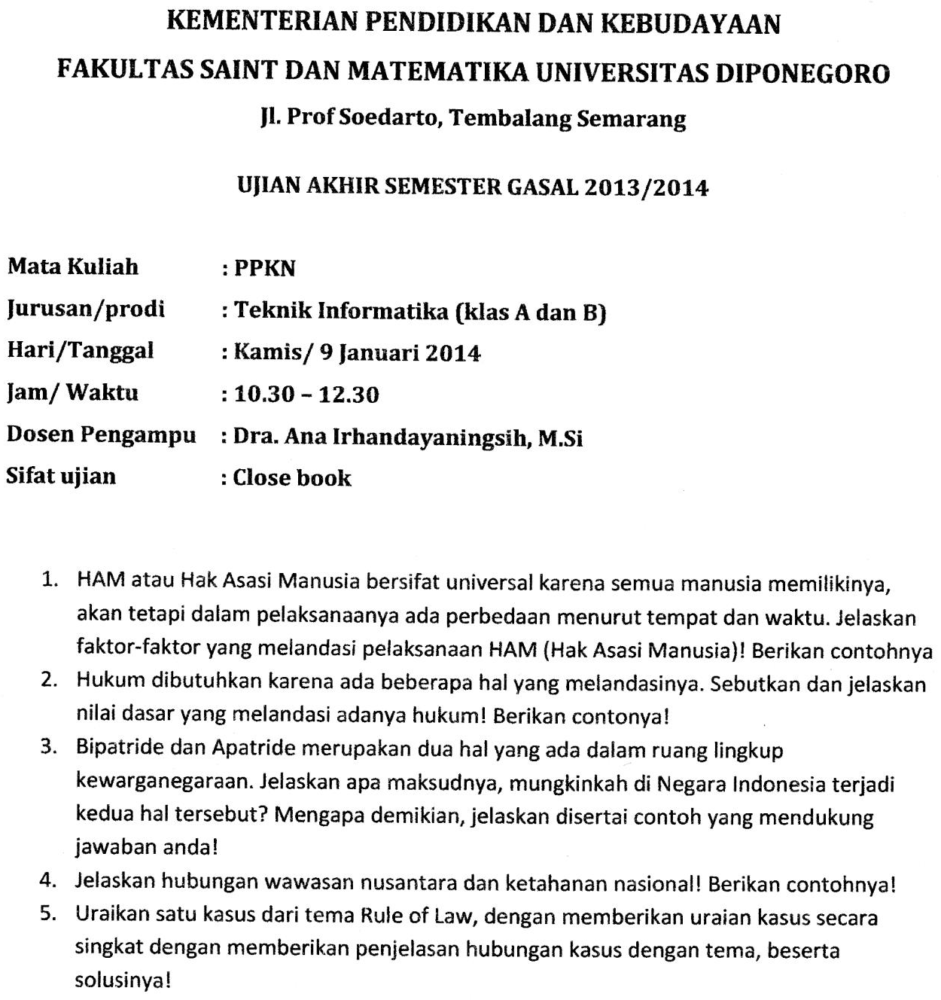 KEMENTERIAN PENDIDIKAN DAN KEBUDAYAAN
FAKULTAS SAINT DAN MATEMATIKA UNIVERSITAS DIPONEGORO
Jl. Prof Soedarto, Tembalang Semarang
UJIAN AKHIR SEMESTER GASAL 2013/2014
Mata Kuliah : PPKN
Jurusan/prodi : Teknik Informatika (klas A dan B)
Hari/Tanggal : Kamis/ 9 Januari 2014
Jam/ Waktu : 10.30 – 12.30
Dosen Pengampu : Dra. Ana Irhandayaningsih, M.Si
Sifat ujian : Close book
1. HAM atau Hak Asasi Manusia bersifat universal karena semua manusia memilikinya,
akan tetapi dalam pelaksanaanya ada perbedaan menurut tempat dan waktu. Jelaskan
faktor-faktor yang melandasi pelaksanaan HAM (Hak Asasi Manusia)! Berikan contohnya
2. Hukum dibutuhkan karena ada beberapa hal yang melandasinya. Sebutkan dan jelaskan
nilai dasar yang melandasi adanya hukum! Berikan contonya!
3. Bipatride dan Apatride merupakan dua hal yang ada dalam ruang lingkup
kewarganegaraan. Jelaskan apa maksudnya, mungkinkah di Negara Indonesia terjadi
kedua hal tersebut? Mengapa demikian, jelaskan disertai contoh yang mendukung
jawaban anda!
4. Jelaskan hubungan wawasan nusantara dan ketahanan nasional! Berikan contohnya!
5. Uraikan satu kasus dari tema Rule of Law, dengan memberikan uraian kasus secara
singkat dengan memberikan penjelasan hubungan kasus dengan tema, beserta
solusinya!